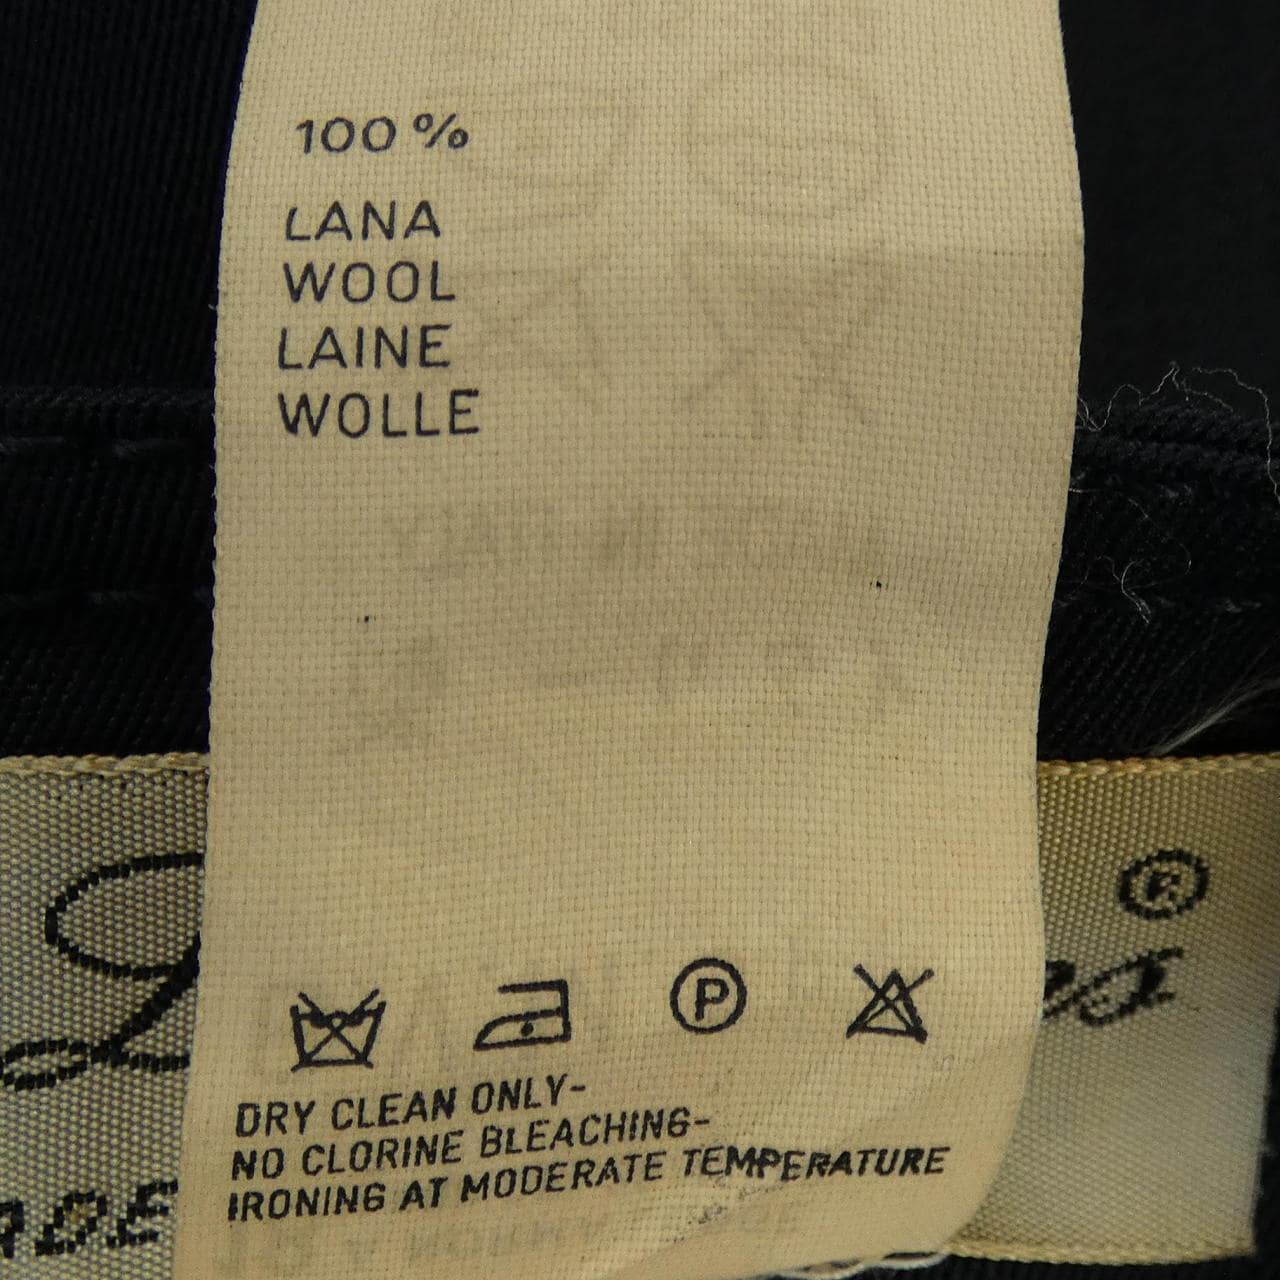 100 %
LANA
WOOL
LAINE
WOLLE
®
P
DRY CLEAN ONLY-
NO CLORINE BLEACHING-
IRONING AT MODERATE TEMPERATURE